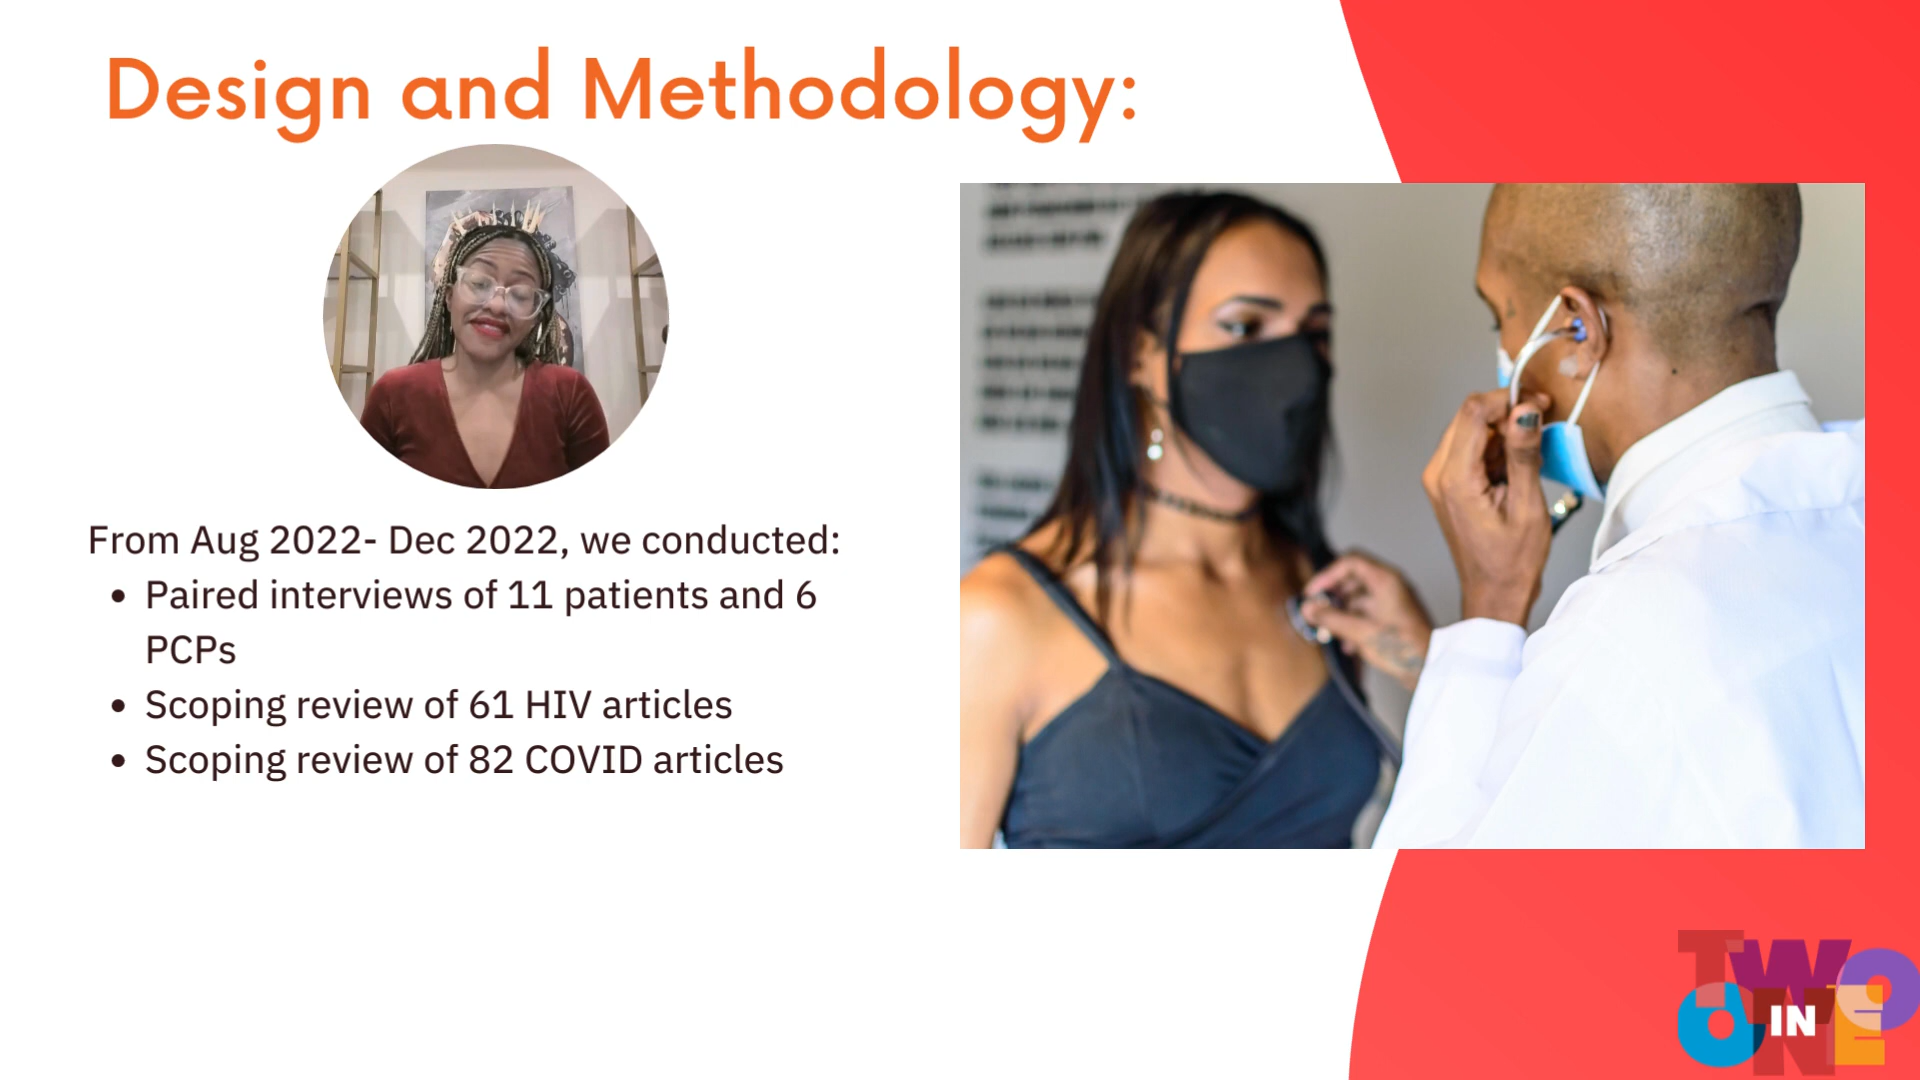 Design and Methodology:
From Aug 2022- Dec 2022, we conducted:
• Paired interviews of 11 patients and 6
PCPs
• Scoping review of 61 HIV articles
• Scoping review of 82 COVID articles
TWO
IN
ONE